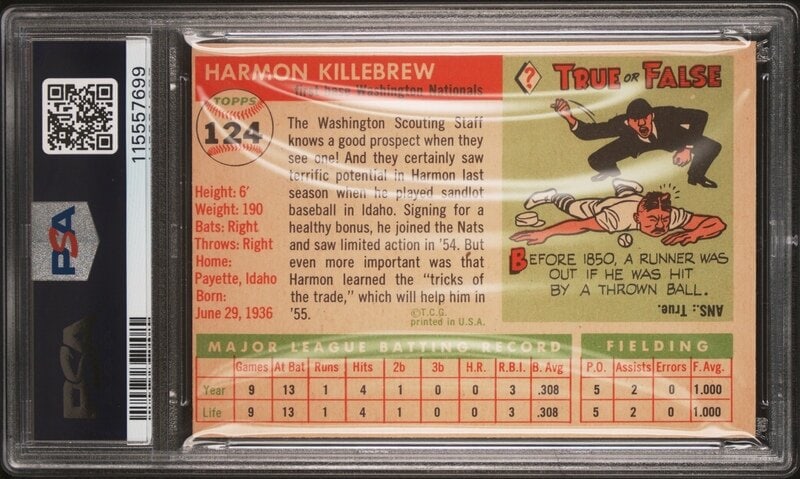 115557699
PSA
PSA
HARMON KILLEBREW
first base Washington Nationals
TOPPS
124
Height: 6′
Weight: 190
Bats: Right
Throws: Right
Home:
Payette, Idaho
Born:
June 29, 1936
The Washington Scouting Staff
knows a good prospect when they
see one! And they certainly saw
terrific potential in Harmon last
season when he played sandlot
baseball in Idaho. Signing for a
healthy bonus, he joined the Nats
and saw limited action in '54. But
even more important was that
Harmon learned the "tricks of
the trade," which will help him in
'55.
©T.C.G.
printed in U.S.A.
?
TRUE OR FALSE
BEFORE 1850, A RUNNER WAS
OUT IF HE WAS HIT
BY A THROWN BALL.
ANS.: True.
MAJOR LEAGUE BATTING RECORD FIELDING
Games At Bat Runs Hits 2b 3b H.R. R.B.I. B. Avg P.O. Assists Errors F. Avg.
Year 9 13 1 4 1 0 0 3 .308 5 2 0 1.000
Life 9 13 1 4 1 0 0 3 .308 5 2 0 1.000